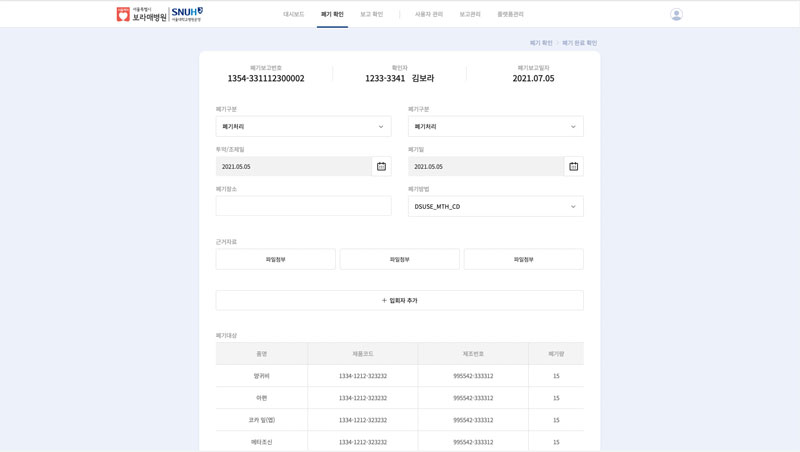 서울특별시
보라매병원
SNUH
서울대학교병원운영
대시보드
폐기 확인
보고 확인
사용자 관리
보고관리
플랫폼관리
폐기 확인 > 폐기 완료 확인
폐기보고번호
1354-331112300002
확인자
1233-3341 김보라
폐기보고일자
2021.07.05
폐기구분
폐기처리
폐기구분
폐기처리
투약/조제일
2021.05.05
폐기일
2021.05.05
폐기장소
폐기방법
DSUSE_MTH_CD
근거자료
파일첨부
파일첨부
파일첨부
+ 입회자 추가
폐기대상
품명 제품코드 제조번호 폐기량
양귀비 1334-1212-323232 995542-333312 15
아편 1334-1212-323232 995542-333312 15
코카 잎(엽) 1334-1212-323232 995542-333312 15
메타조신 1334-1212-323232 995542-333312 15